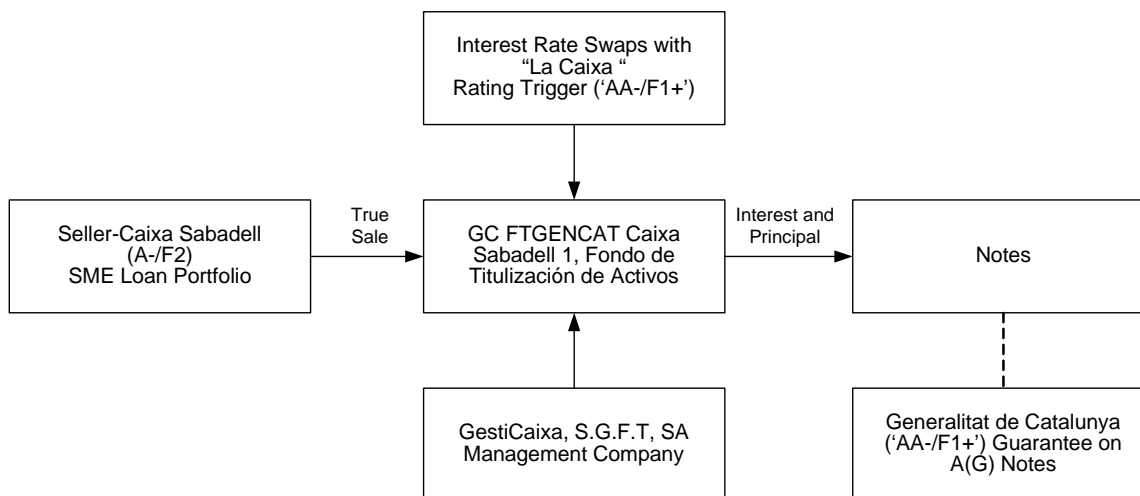 Interest Rate Swaps with
“La Caixa “
Rating Trigger (‘AA-/F1+’)
Seller-Caixa Sabadell
(A-/F2)
SME Loan Portfolio
True
Sale
GC FTGENCAT Caixa
Sabadell 1, Fondo de
Titulización de Activos
Interest and
Principal
Notes
GestiCaixa, S.G.F.T, SA
Management Company
Generalitat de Catalunya
(‘AA-/F1+’) Guarantee on
A(G) Notes